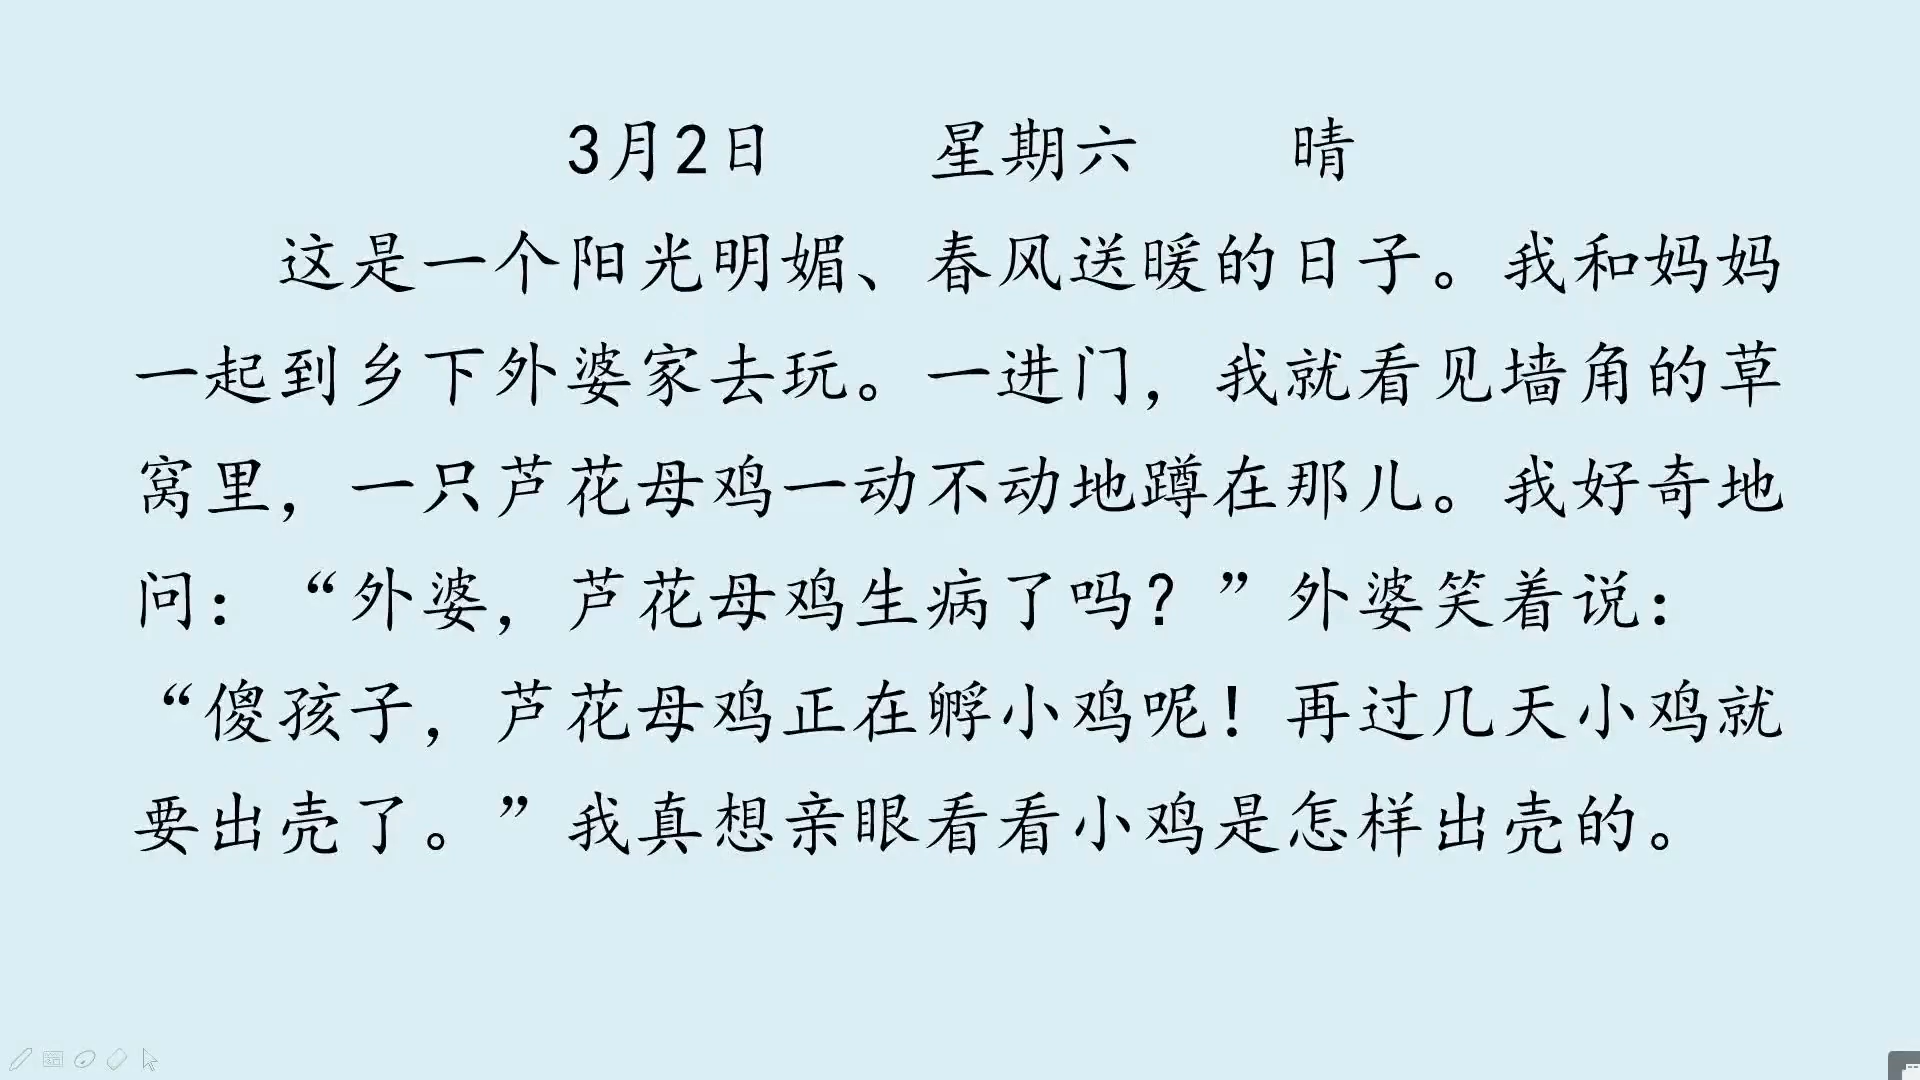 3月2日 星期六 晴
这是一个阳光明媚、春风送暖的日子。我和妈妈
一起到乡下外婆家去玩。一进门，我就看见墙角的草
窝里，一只芦花母鸡一动不动地蹲在那儿。我好奇地
问：“外婆，芦花母鸡生病了吗？”外婆笑着说：
“傻孩子，芦花母鸡正在孵小鸡呢！再过几天小鸡就
要出壳了。”我真想亲眼看看小鸡是怎样出壳的。